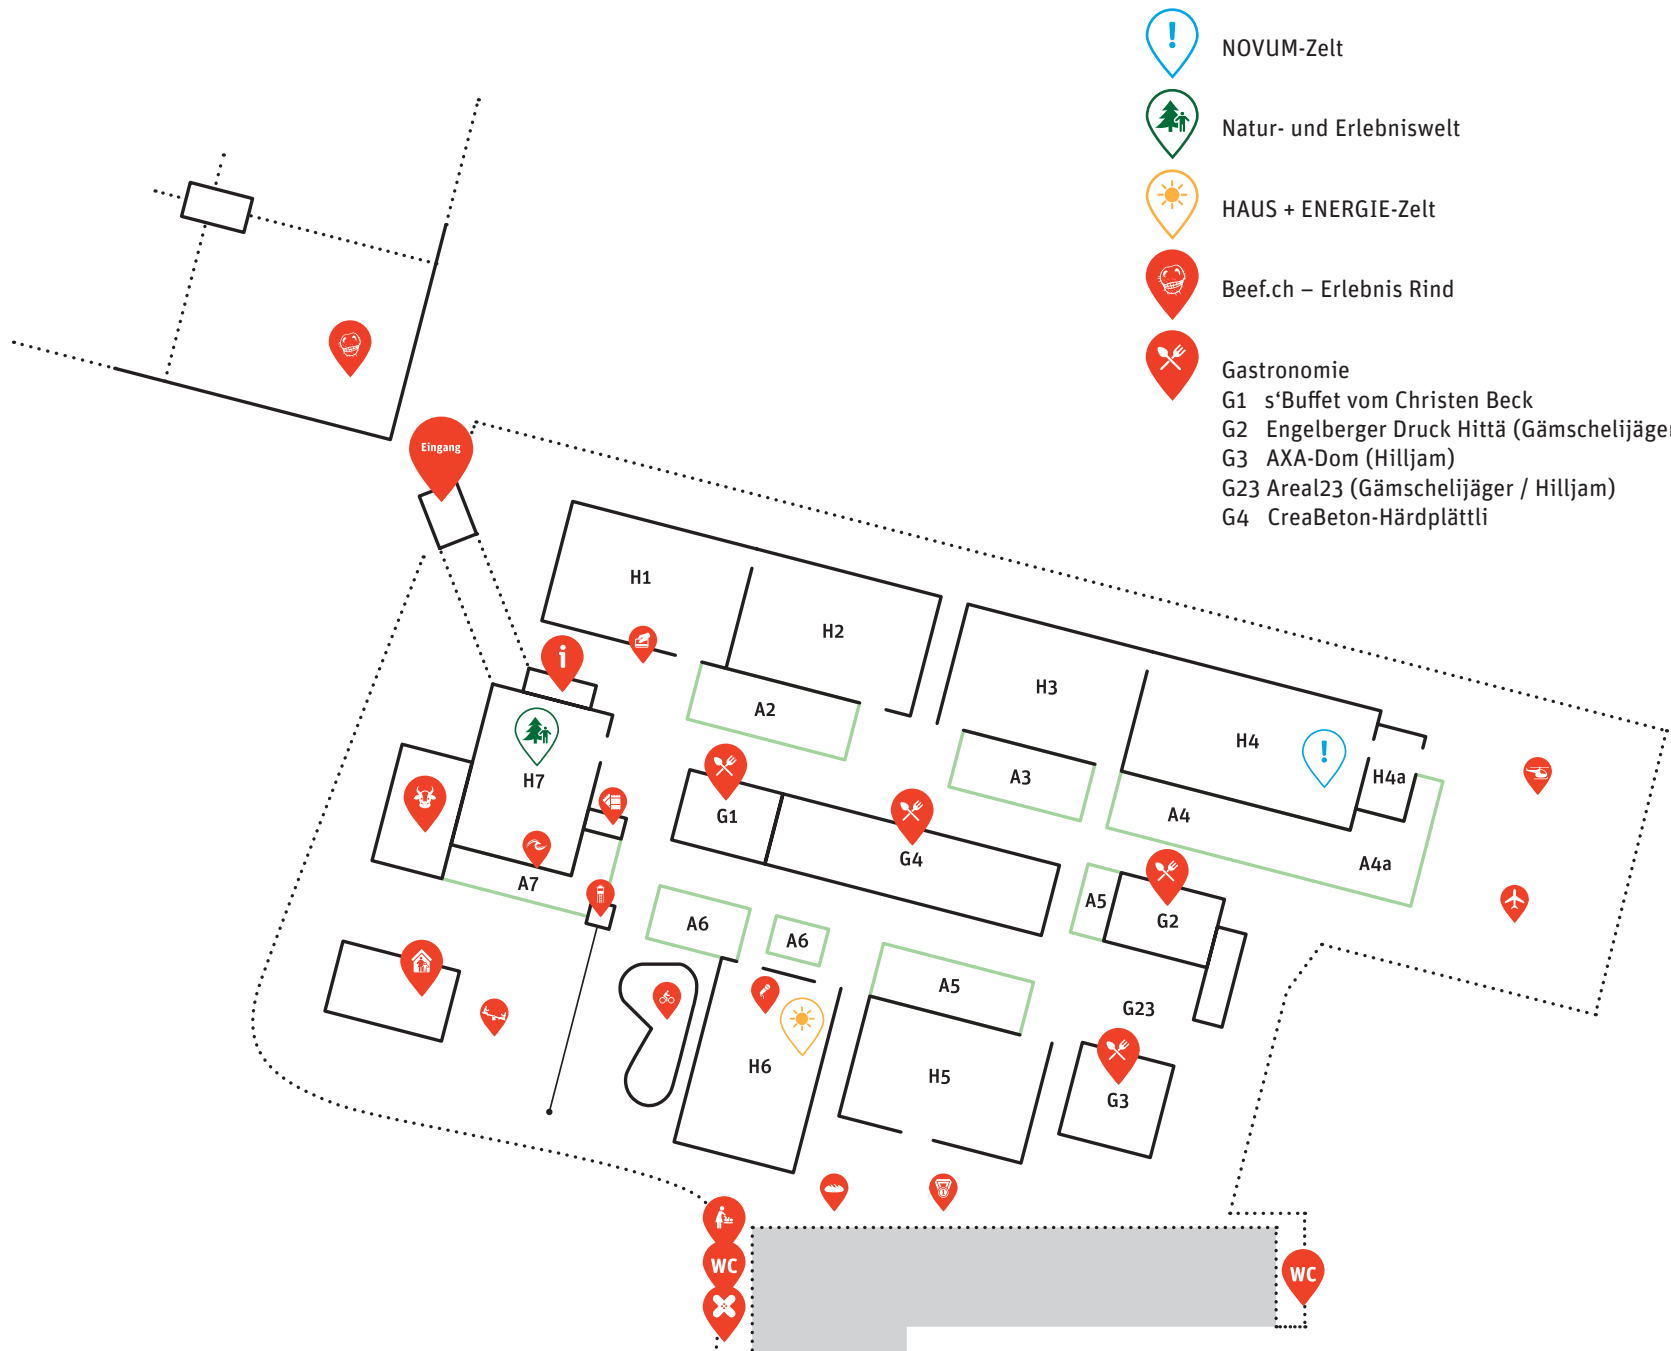 NOVUM-Zelt
Natur- und Erlebniswelt
HAUS + ENERGIE-Zelt
Beef.ch – Erlebnis Rind
Gastronomie
G1 s‘Buffet vom Christen Beck
G2 Engelberger Druck Hittä (Gämschelijäger
G3 AXA-Dom (Hilljam)
G23 Areal23 (Gämschelijäger / Hilljam)
G4 CreaBeton-Härdplättli
Eingang
H1
H2
H3
H4
H4a
A2
A3
A4
A4a
i
H7
A7
G1
G4
A5
G2
A6
A6
A5
G23
H6
H5
G3
WC
WC